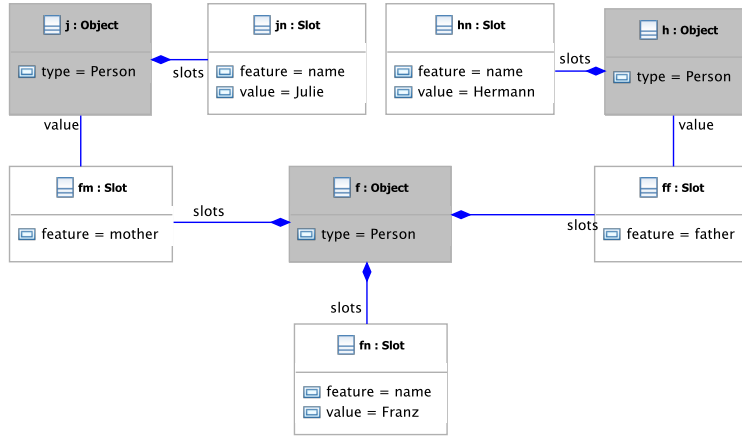 j : Object
type = Person
slots
jn : Slot
feature = name
value = Julie
hn : Slot
feature = name
value = Hermann
slots
h : Object
type = Person
value
value
fm : Slot
feature = mother
slots
f : Object
type = Person
slots
ff : Slot
feature = father
slots
fn : Slot
feature = name
value = Franz